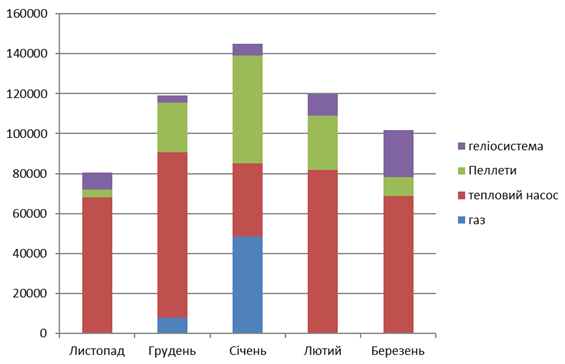 160000
140000
120000
100000
80000
60000
40000
20000
0
Листопад Грудень Січень Лютий Березень
геліосистема
Пеллети
тепловий насос
газ